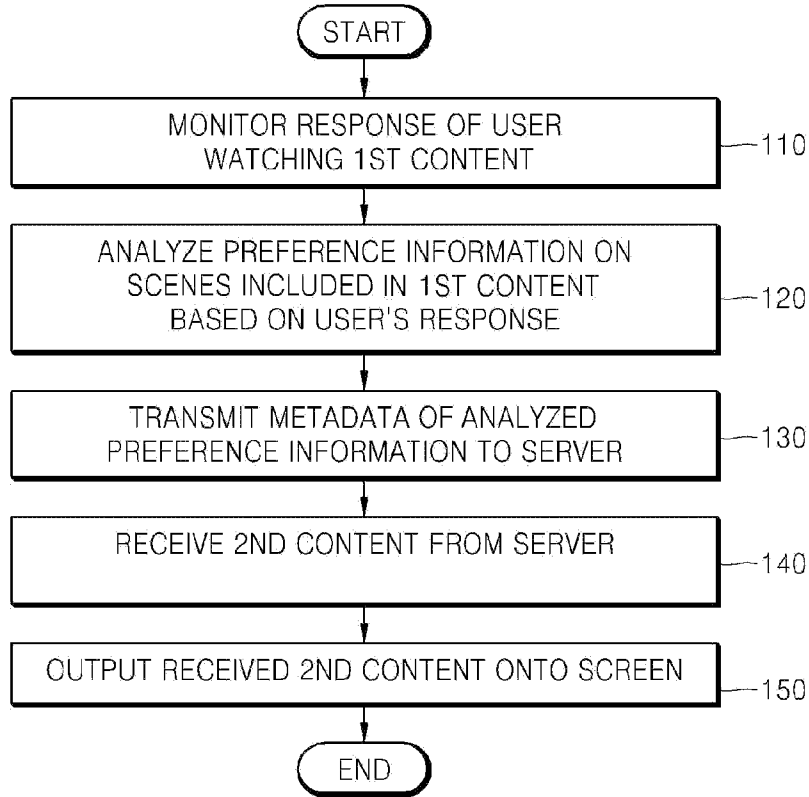 START
MONITOR RESPONSE OF USER
WATCHING 1ST CONTENT
110
ANALYZE PREFERENCE INFORMATION ON
SCENES INCLUDED IN 1ST CONTENT
BASED ON USER'S RESPONSE
120
TRANSMIT METADATA OF ANALYZED
PREFERENCE INFORMATION TO SERVER
130
RECEIVE 2ND CONTENT FROM SERVER
140
OUTPUT RECEIVED 2ND CONTENT ONTO SCREEN
150
END